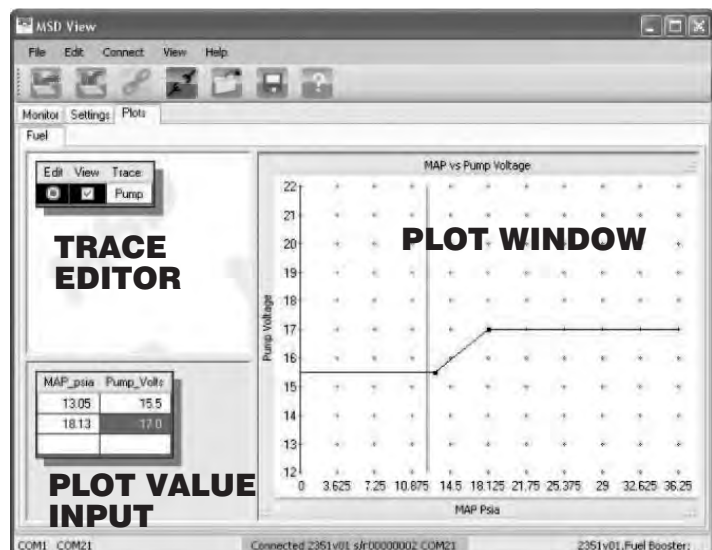 MSD View
File Edit Connect View Help
Monitor Settings Plots
Fuel
Edit View Trace
Pump
TRACE
EDITOR
MAP_psia Pump_Volts
13.05 15.5
18.13 17.0
PLOT VALUE
INPUT
MAP vs Pump Voltage
PLOT WINDOW
Pump Voltage
22
21
20
19
18
17
16
15
14
13
12
0 3.625 7.25 10.875 14.5 18.125 21.75 25.375 29 32.625 36.25
MAP Psia
COM1 COM21 Connected 2351v01 s/r00000002 COM21 2351v01.Fuel Booster: